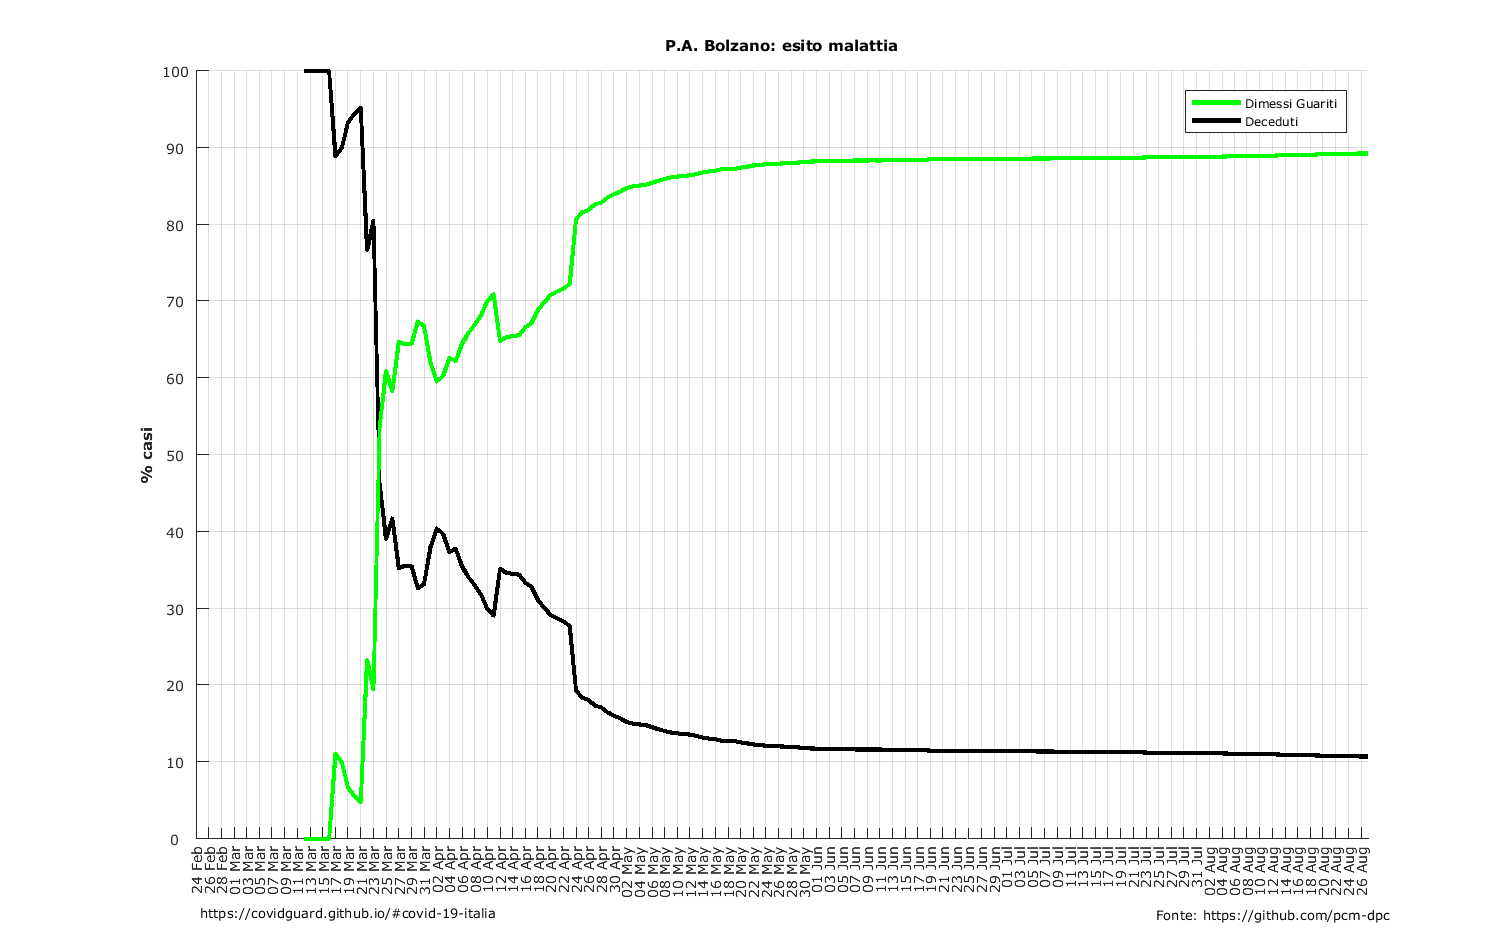 P.A. Bolzano: esito malattia
Dimessi Guariti
Deceduti
% casi
100
90
80
70
60
50
40
30
20
10
0
24 Feb
26 Feb
28 Feb
01 Mar
03 Mar
05 Mar
07 Mar
09 Mar
11 Mar
13 Mar
15 Mar
17 Mar
19 Mar
21 Mar
23 Mar
25 Mar
27 Mar
29 Mar
31 Mar
02 Apr
04 Apr
06 Apr
08 Apr
10 Apr
12 Apr
14 Apr
16 Apr
18 Apr
20 Apr
22 Apr
24 Apr
26 Apr
28 Apr
30 Apr
02 May
04 May
06 May
08 May
10 May
12 May
14 May
16 May
18 May
20 May
22 May
24 May
26 May
28 May
30 May
01 Jun
03 Jun
05 Jun
07 Jun
09 Jun
11 Jun
13 Jun
15 Jun
17 Jun
19 Jun
21 Jun
23 Jun
25 Jun
27 Jun
29 Jun
01 Jul
03 Jul
05 Jul
07 Jul
09 Jul
11 Jul
13 Jul
15 Jul
17 Jul
19 Jul
21 Jul
23 Jul
25 Jul
27 Jul
29 Jul
31 Jul
02 Aug
04 Aug
06 Aug
08 Aug
10 Aug
12 Aug
14 Aug
16 Aug
18 Aug
20 Aug
22 Aug
24 Aug
26 Aug
https://covidguard.github.io/#covid-19-italia
Fonte: https://github.com/pcm-dpc